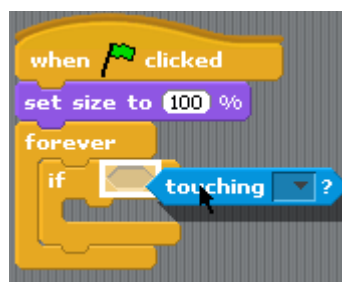 when clicked
set size to 100 %
forever
if touching ?